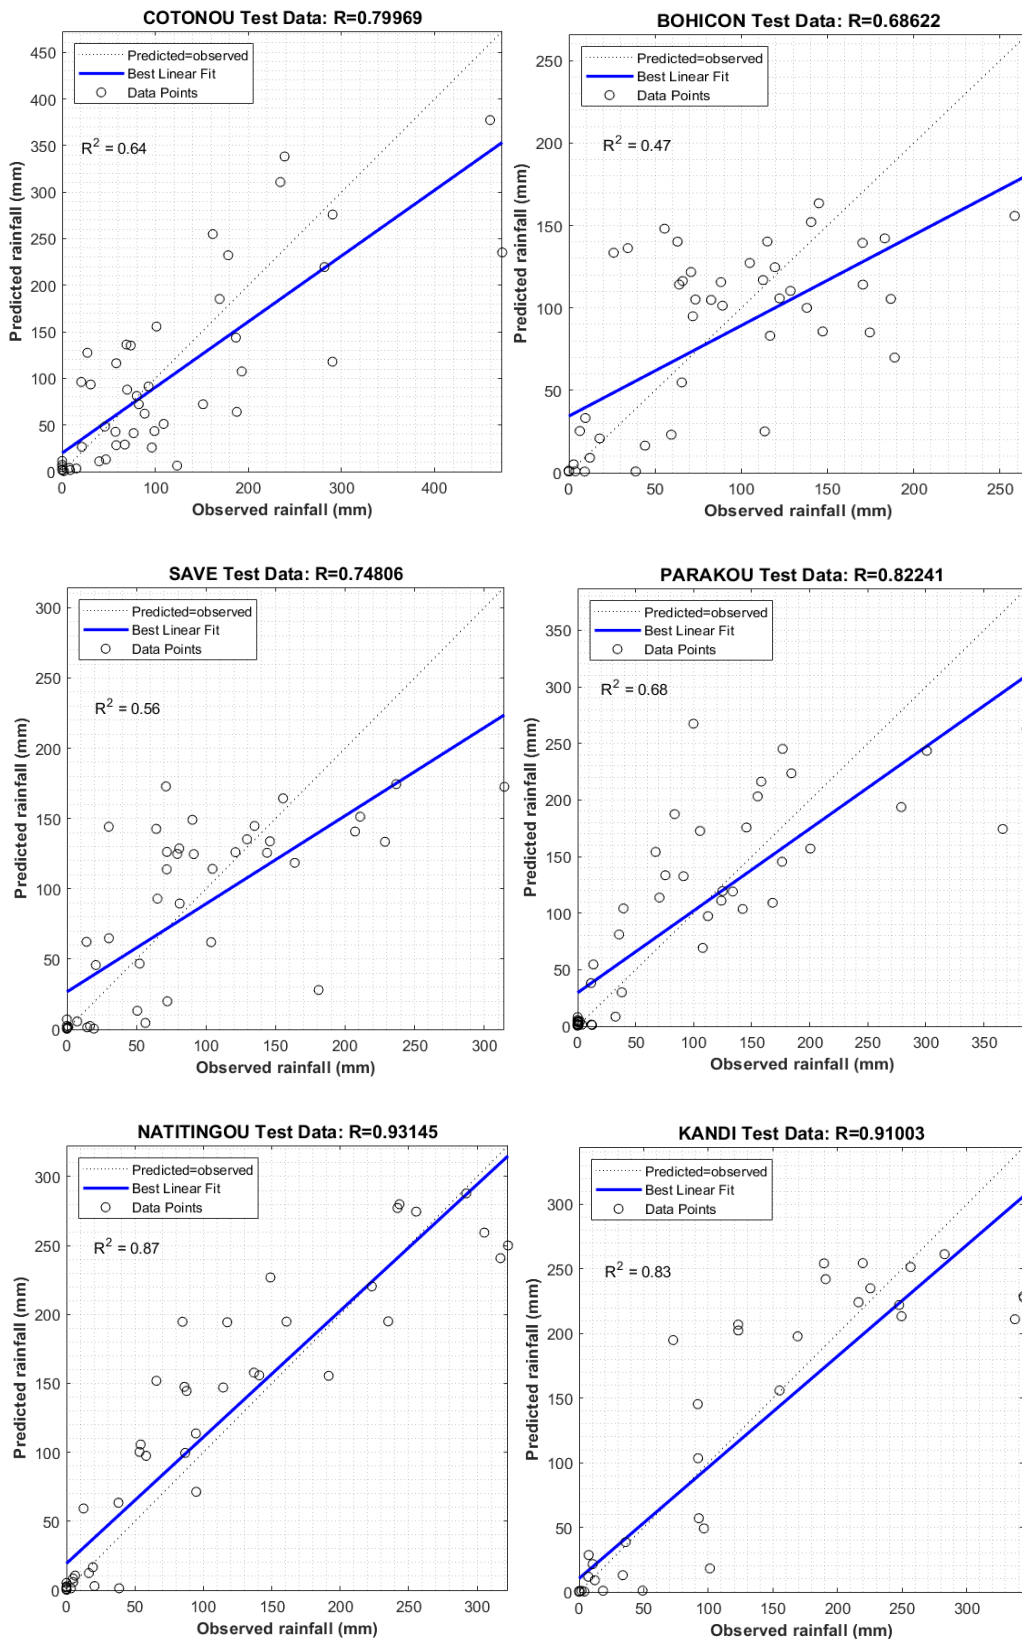 COTONOU Test Data: R=0.79969
Predicted=observed
Best Linear Fit
Data Points
R2 = 0.64
450
400
350
300
250
200
150
100
50
0
0 100 200 300 400
Predicted rainfall (mm)
Observed rainfall (mm)
BOHICON Test Data: R=0.68622
Predicted=observed
Best Linear Fit
Data Points
R2 = 0.47
250
200
150
100
50
0
0 50 100 150 200 250
Predicted rainfall (mm)
Observed rainfall (mm)
SAVE Test Data: R=0.74806
Predicted=observed
Best Linear Fit
Data Points
R2 = 0.56
300
250
200
150
100
50
0
0 50 100 150 200 250 300
Predicted rainfall (mm)
Observed rainfall (mm)
PARAKOU Test Data: R=0.82241
Predicted=observed
Best Linear Fit
Data Points
R2 = 0.68
350
300
250
200
150
100
50
0
0 50 100 150 200 250 300 350
Predicted rainfall (mm)
Observed rainfall (mm)
NATITINGOU Test Data: R=0.93145
Predicted=observed
Best Linear Fit
Data Points
R2 = 0.87
300
250
200
150
100
50
0
0 50 100 150 200 250 300
Predicted rainfall (mm)
Observed rainfall (mm)
KANDI Test Data: R=0.91003
Predicted=observed
Best Linear Fit
Data Points
R2 = 0.83
300
250
200
150
100
50
0
0 50 100 150 200 250 300
Predicted rainfall (mm)
Observed rainfall (mm)